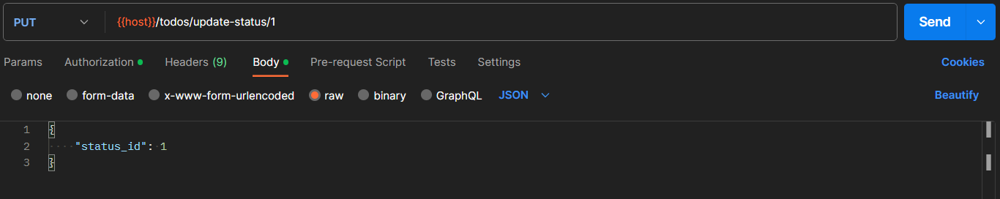 PUT {{host}}/todos/update-status/1 Send
Params Authorization Headers (9) Body Pre-request Script Tests Settings Cookies
none form-data x-www-form-urlencoded raw binary GraphQL JSON Beautify
1 {
2 "status_id": 1
3 }